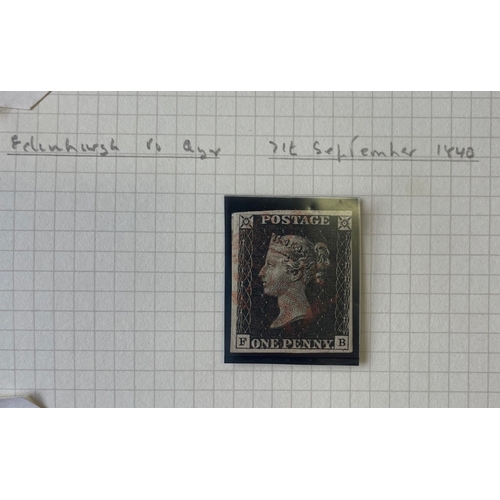 Edinburgh to Ayr 7th September 1840
POSTAGE
F ONE PENNY. B